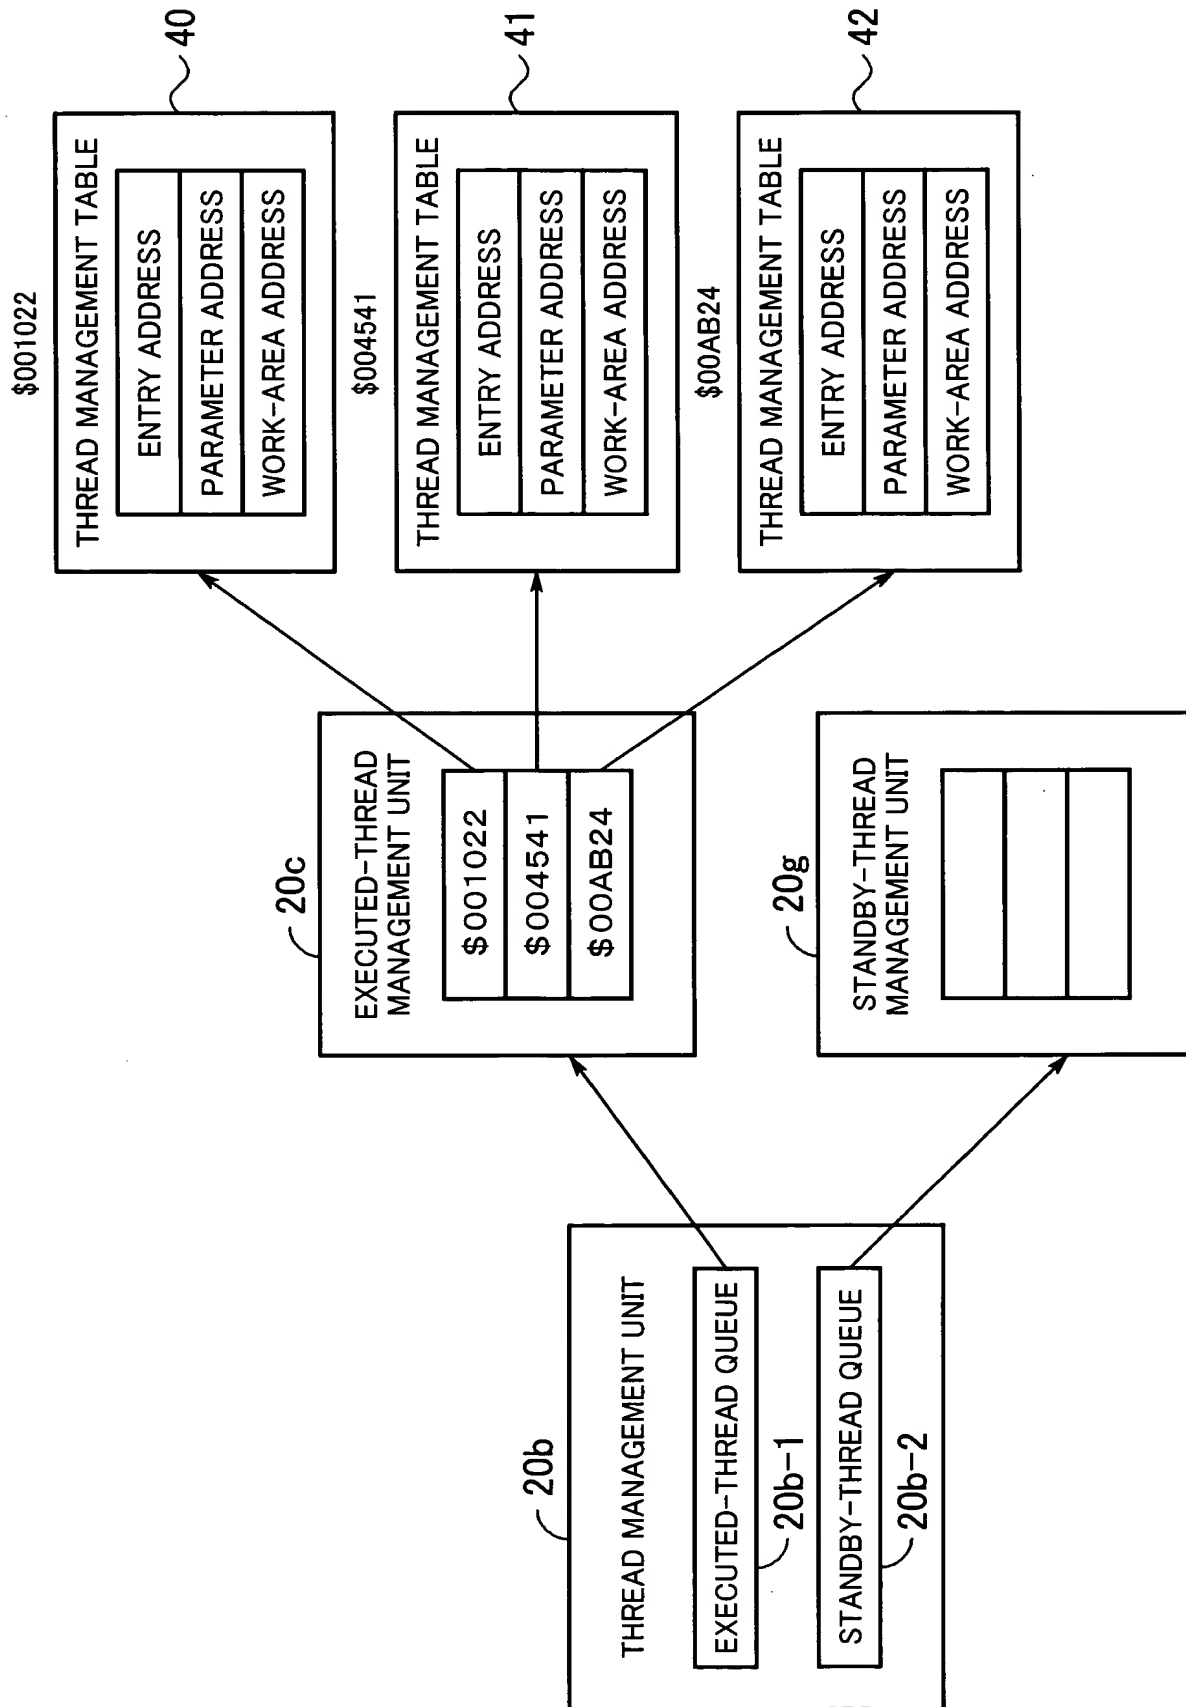 20b
THREAD MANAGEMENT UNIT
EXECUTED-THREAD QUEUE
20b-1
STANDBY-THREAD QUEUE
20b-2
20c
EXECUTED-THREAD
MANAGEMENT UNIT
$001022
$004541
$00AB24
20g
STANDBY-THREAD
MANAGEMENT UNIT
$001022
THREAD MANAGEMENT TABLE
ENTRY ADDRESS
PARAMETER ADDRESS
WORK-AREA ADDRESS
40
$004541
THREAD MANAGEMENT TABLE
ENTRY ADDRESS
PARAMETER ADDRESS
WORK-AREA ADDRESS
41
$00AB24
THREAD MANAGEMENT TABLE
ENTRY ADDRESS
PARAMETER ADDRESS
WORK-AREA ADDRESS
42